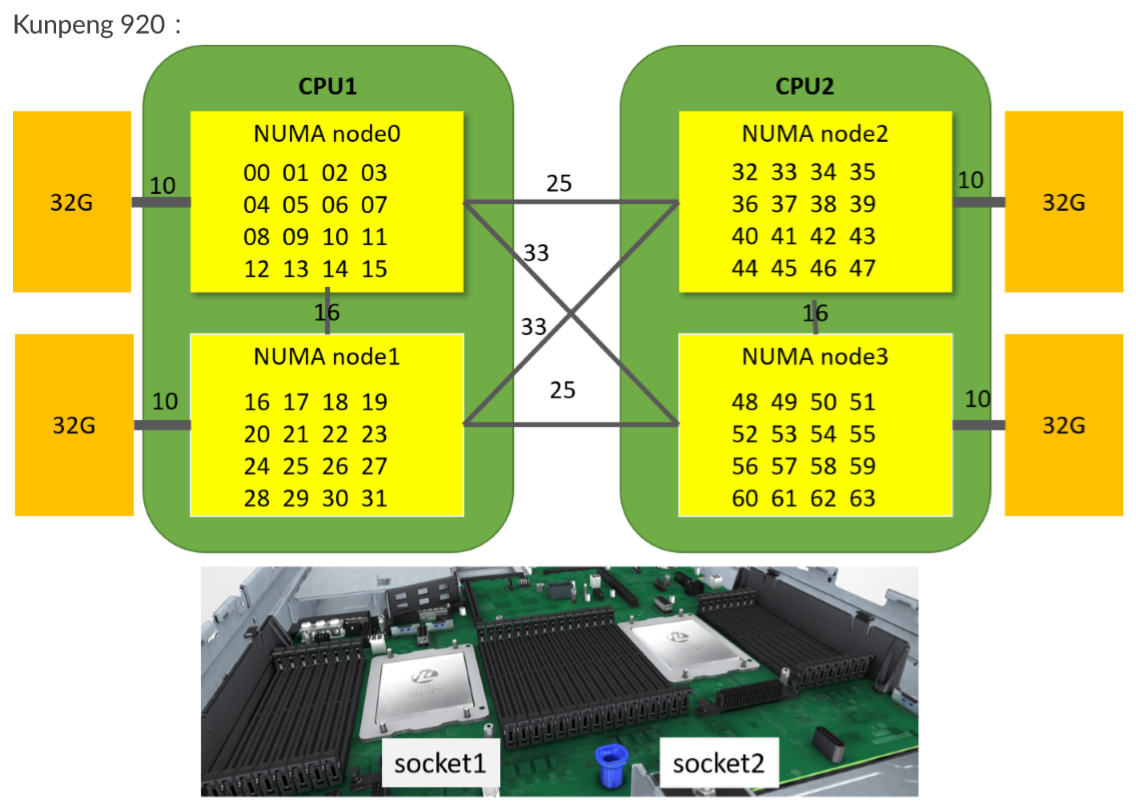 Kunpeng 920：
CPU1
NUMA node0
00 01 02 03
04 05 06 07
08 09 10 11
12 13 14 15
16
NUMA node1
16 17 18 19
20 21 22 23
24 25 26 27
28 29 30 31
32G
10
32G
10
25
33
33
25
CPU2
NUMA node2
32 33 34 35
36 37 38 39
40 41 42 43
44 45 46 47
16
NUMA node3
48 49 50 51
52 53 54 55
56 57 58 59
60 61 62 63
10
32G
10
32G
socket1
socket2